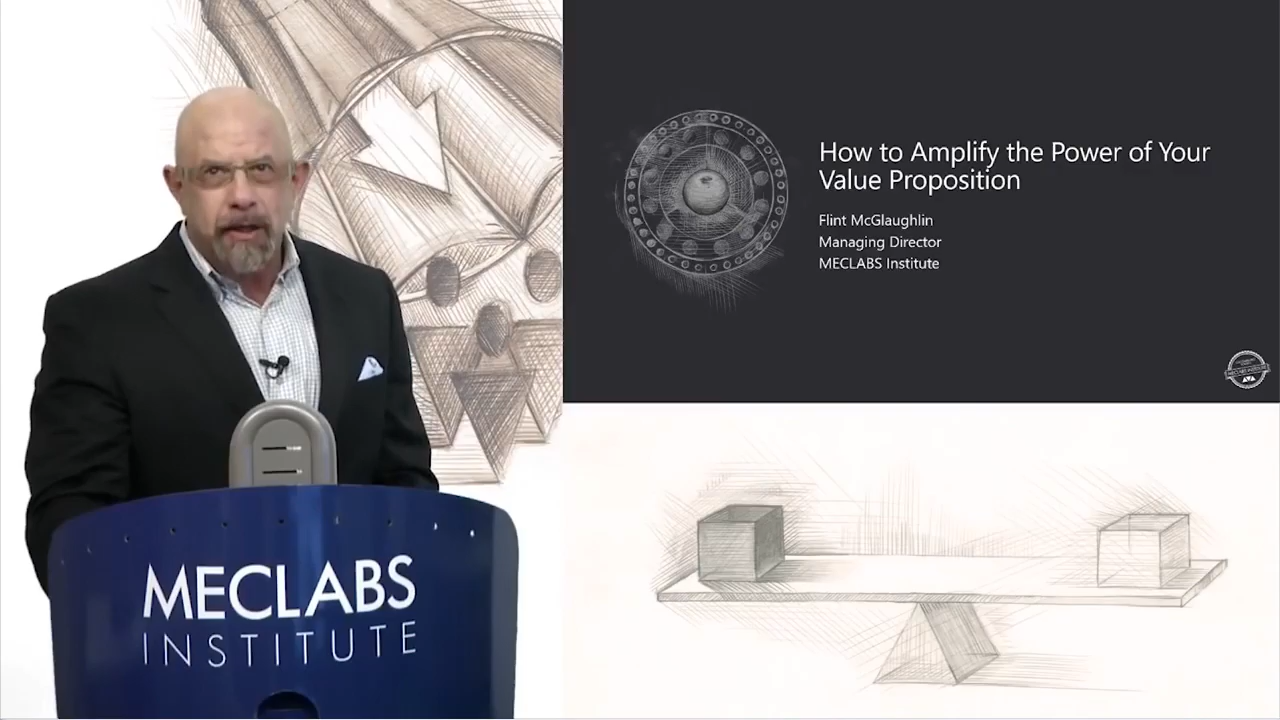 How to Amplify the Power of Your
Value Proposition
Flint McGlaughlin
Managing Director
MECLABS Institute
MECLABS
INSTITUTE